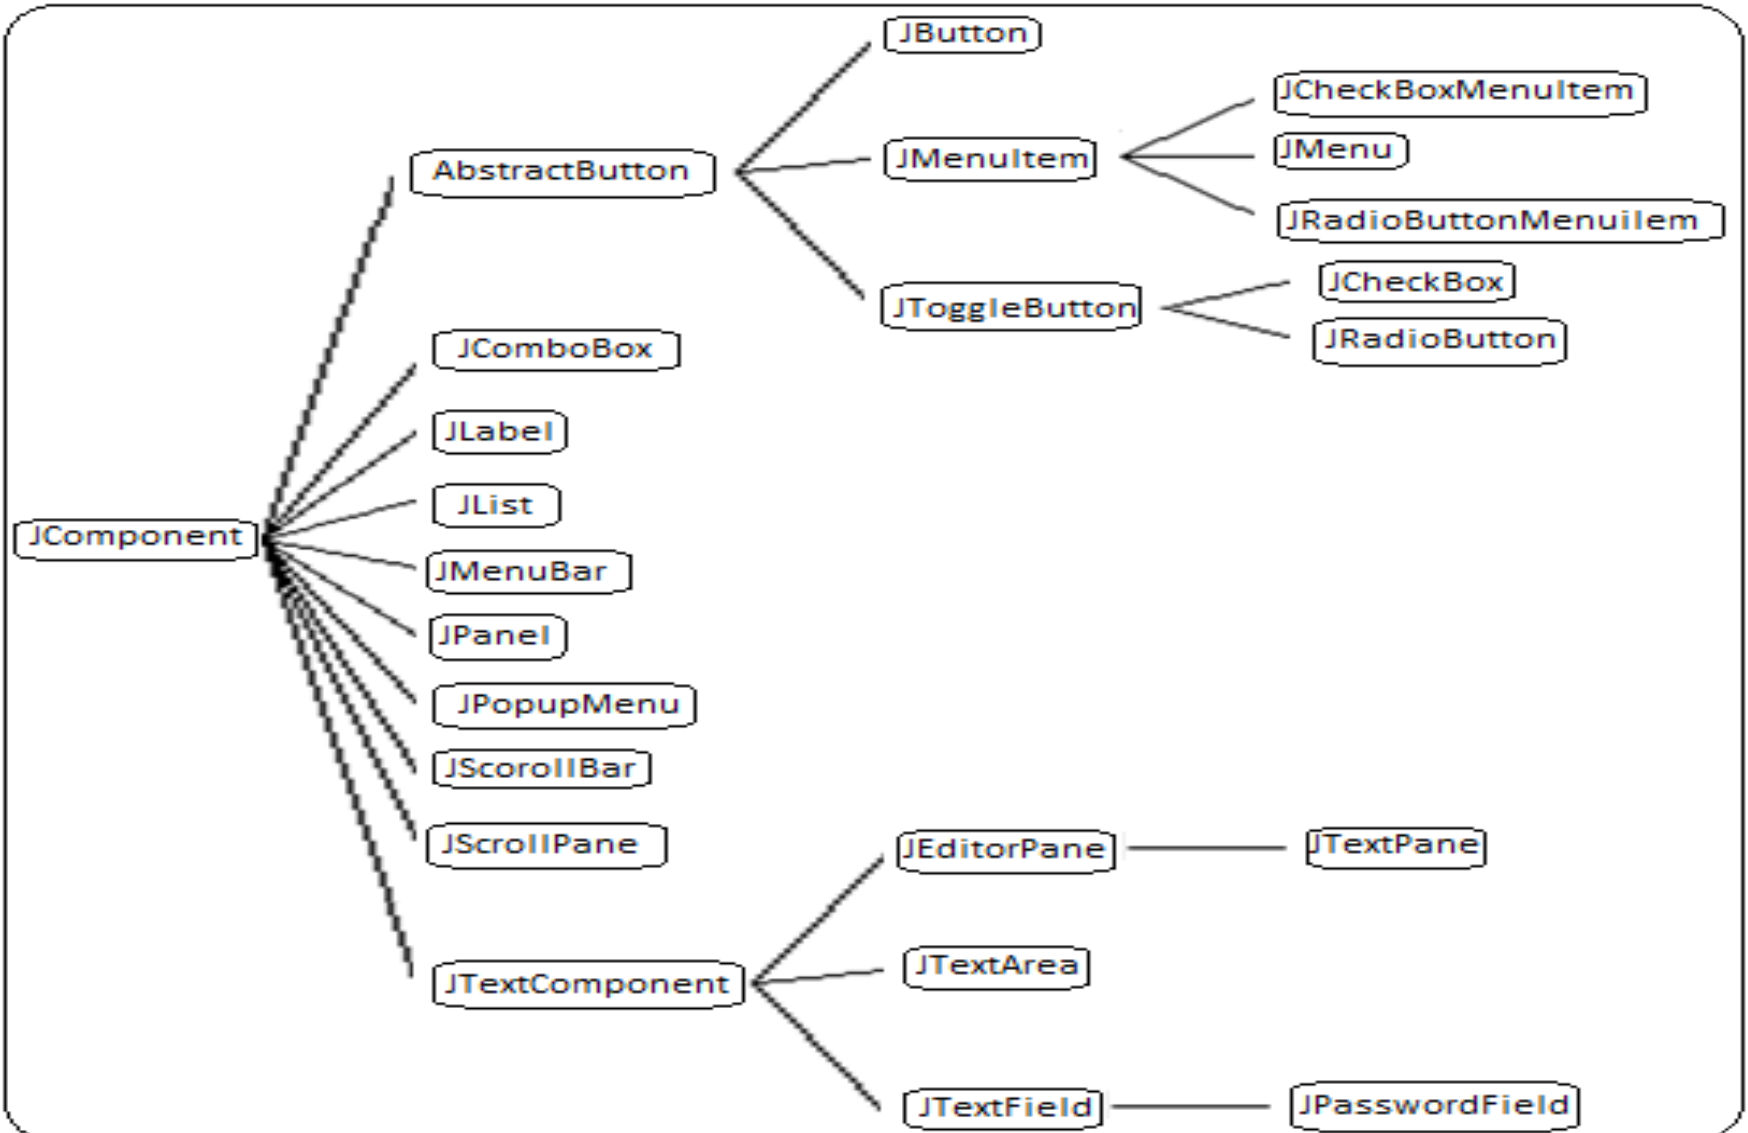 JButton
JCheckBoxMenuItem
JMenu
JMenuItem
AbstractButton
JRadioButtonMenuiIem
JCheckBox
JToggleButton
JRadioButton
JComboBox
JLabel
JList
JComponent
JMenuBar
JPanel
JPopupMenu
JScorollBar
JScrollPane
JEditorPane
JTextPane
JTextArea
JTextComponent
JTextField
JPasswordField